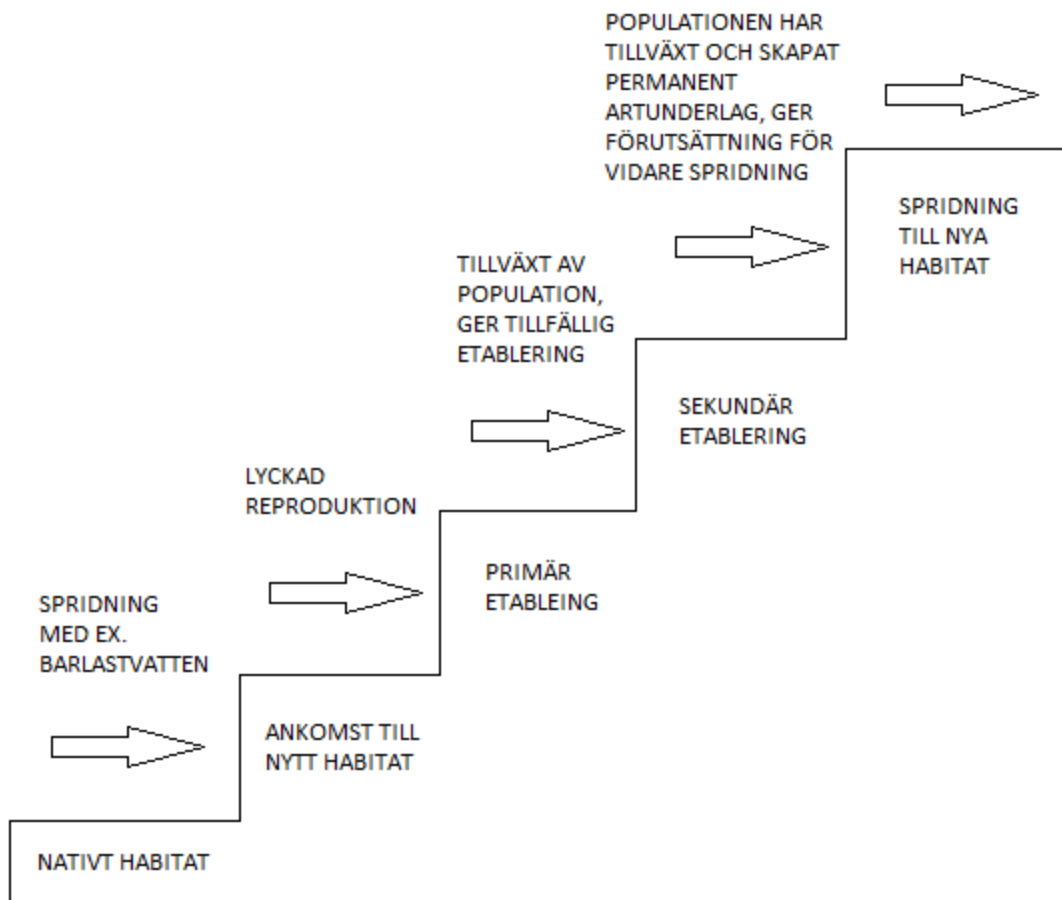 POPULATIONEN HAR
TILLVÄXT OCH SKAPAT
PERMANENT
ARTUNDERLAG, GER
FÖRUTSÄTTNING FÖR
VIDARE SPRIDNING
SPRIDNING
TILL NYA
HABITAT
TILLVÄXT AV
POPULATION,
GER TILLFÄLLIG
ETABLERING
SEKUNDÄR
ETABLERING
LYCKAD
REPRODUKTION
PRIMÄR
ETABLEING
SPRIDNING
MED EX.
BARLASTVATTEN
ANKOMST TILL
NYTT HABITAT
NATIVT HABITAT